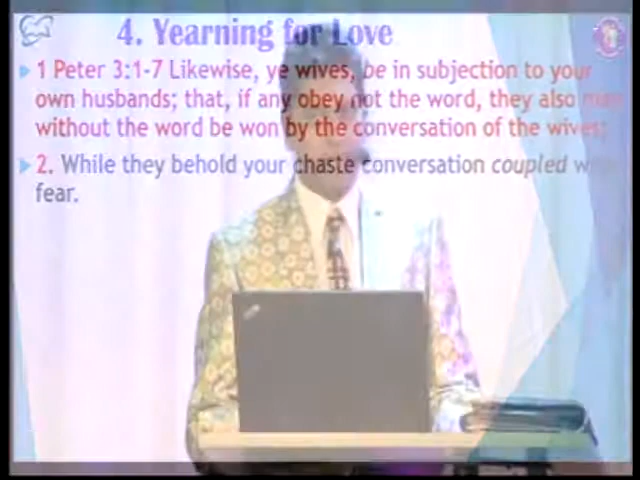 4. Yearning for Love
1 Peter 3:1-7 Likewise, ye wives, be in subjection to your
own husbands; that, if any obey not the word, they also may
without the word be won by the conversation of the wives;
2. While they behold your chaste conversation coupled with
fear.